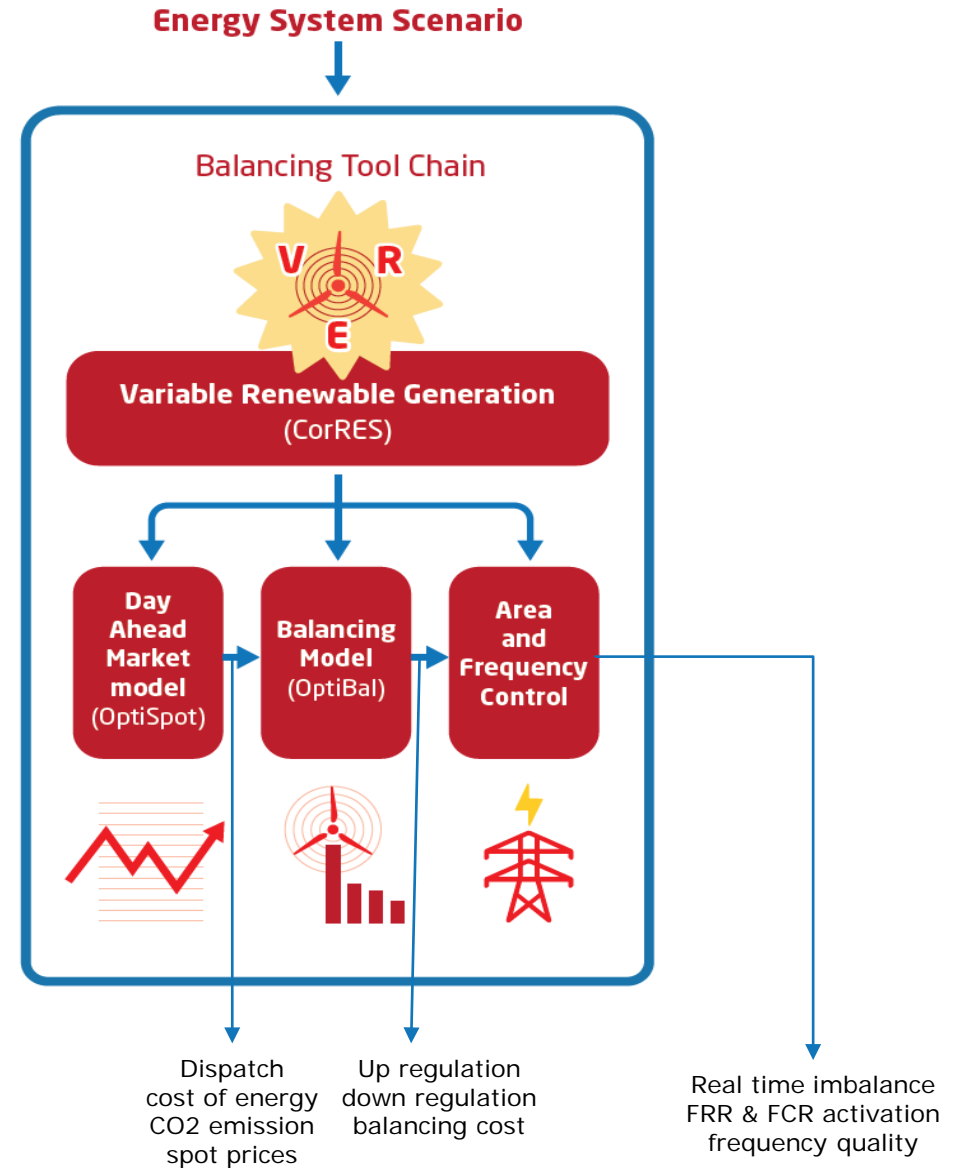 Energy System Scenario
Balancing Tool Chain
V R
E
Variable Renewable Generation
(CorRES)
Day
Ahead
Market
model
(OptiSpot)
Balancing
Model
(OptiBal)
Area
and
Frequency
Control
Dispatch
cost of energy
CO2 emission
spot prices
Up regulation
down regulation
balancing cost
Real time imbalance
FRR & FCR activation
frequency quality